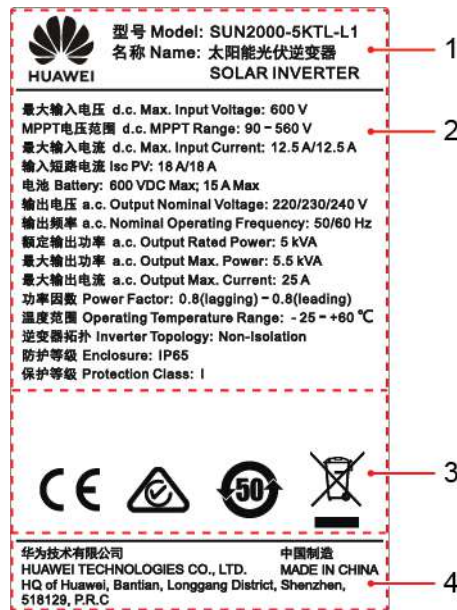 HUAWEI
型号 Model: SUN2000-5KTL-L1
名称 Name: 太阳能光伏逆变器
SOLAR INVERTER
1
最大输入电压 d.c. Max. Input Voltage: 600 V
MPPT电压范围 d.c. MPPT Range: 90 - 560 V
2
最大输入电流 d.c. Max. Input Current: 12.5 A/12.5 A
输入短路电流 Isc PV: 18 A/18 A
电池 Battery: 600 VDC Max; 15 A Max
输出电压 a.c. Output Nominal Voltage: 220/230/240 V
输出频率 a.c. Nominal Operating Frequency: 50/60 Hz
额定输出功率 a.c. Output Rated Power: 5 kVA
最大输出功率 a.c. Output Max. Power: 5.5 kVA
最大输出电流 a.c. Output Max. Current: 25 A
功率因数 Power Factor: 0.8(lagging) - 0.8(leading)
温度范围 Operating Temperature Range: - 25 - +60 ℃
逆变器拓扑 Inverter Topology: Non-Isolation
防护等级 Enclosure: IP65
保护等级 Protection Class: I
CE 50
3
华为技术有限公司 中国制造
HUAWEI TECHNOLOGIES CO., LTD. MADE IN CHINA
HQ of Huawei, Bantian, Longgang District, Shenzhen,
518129, P.R.C
4